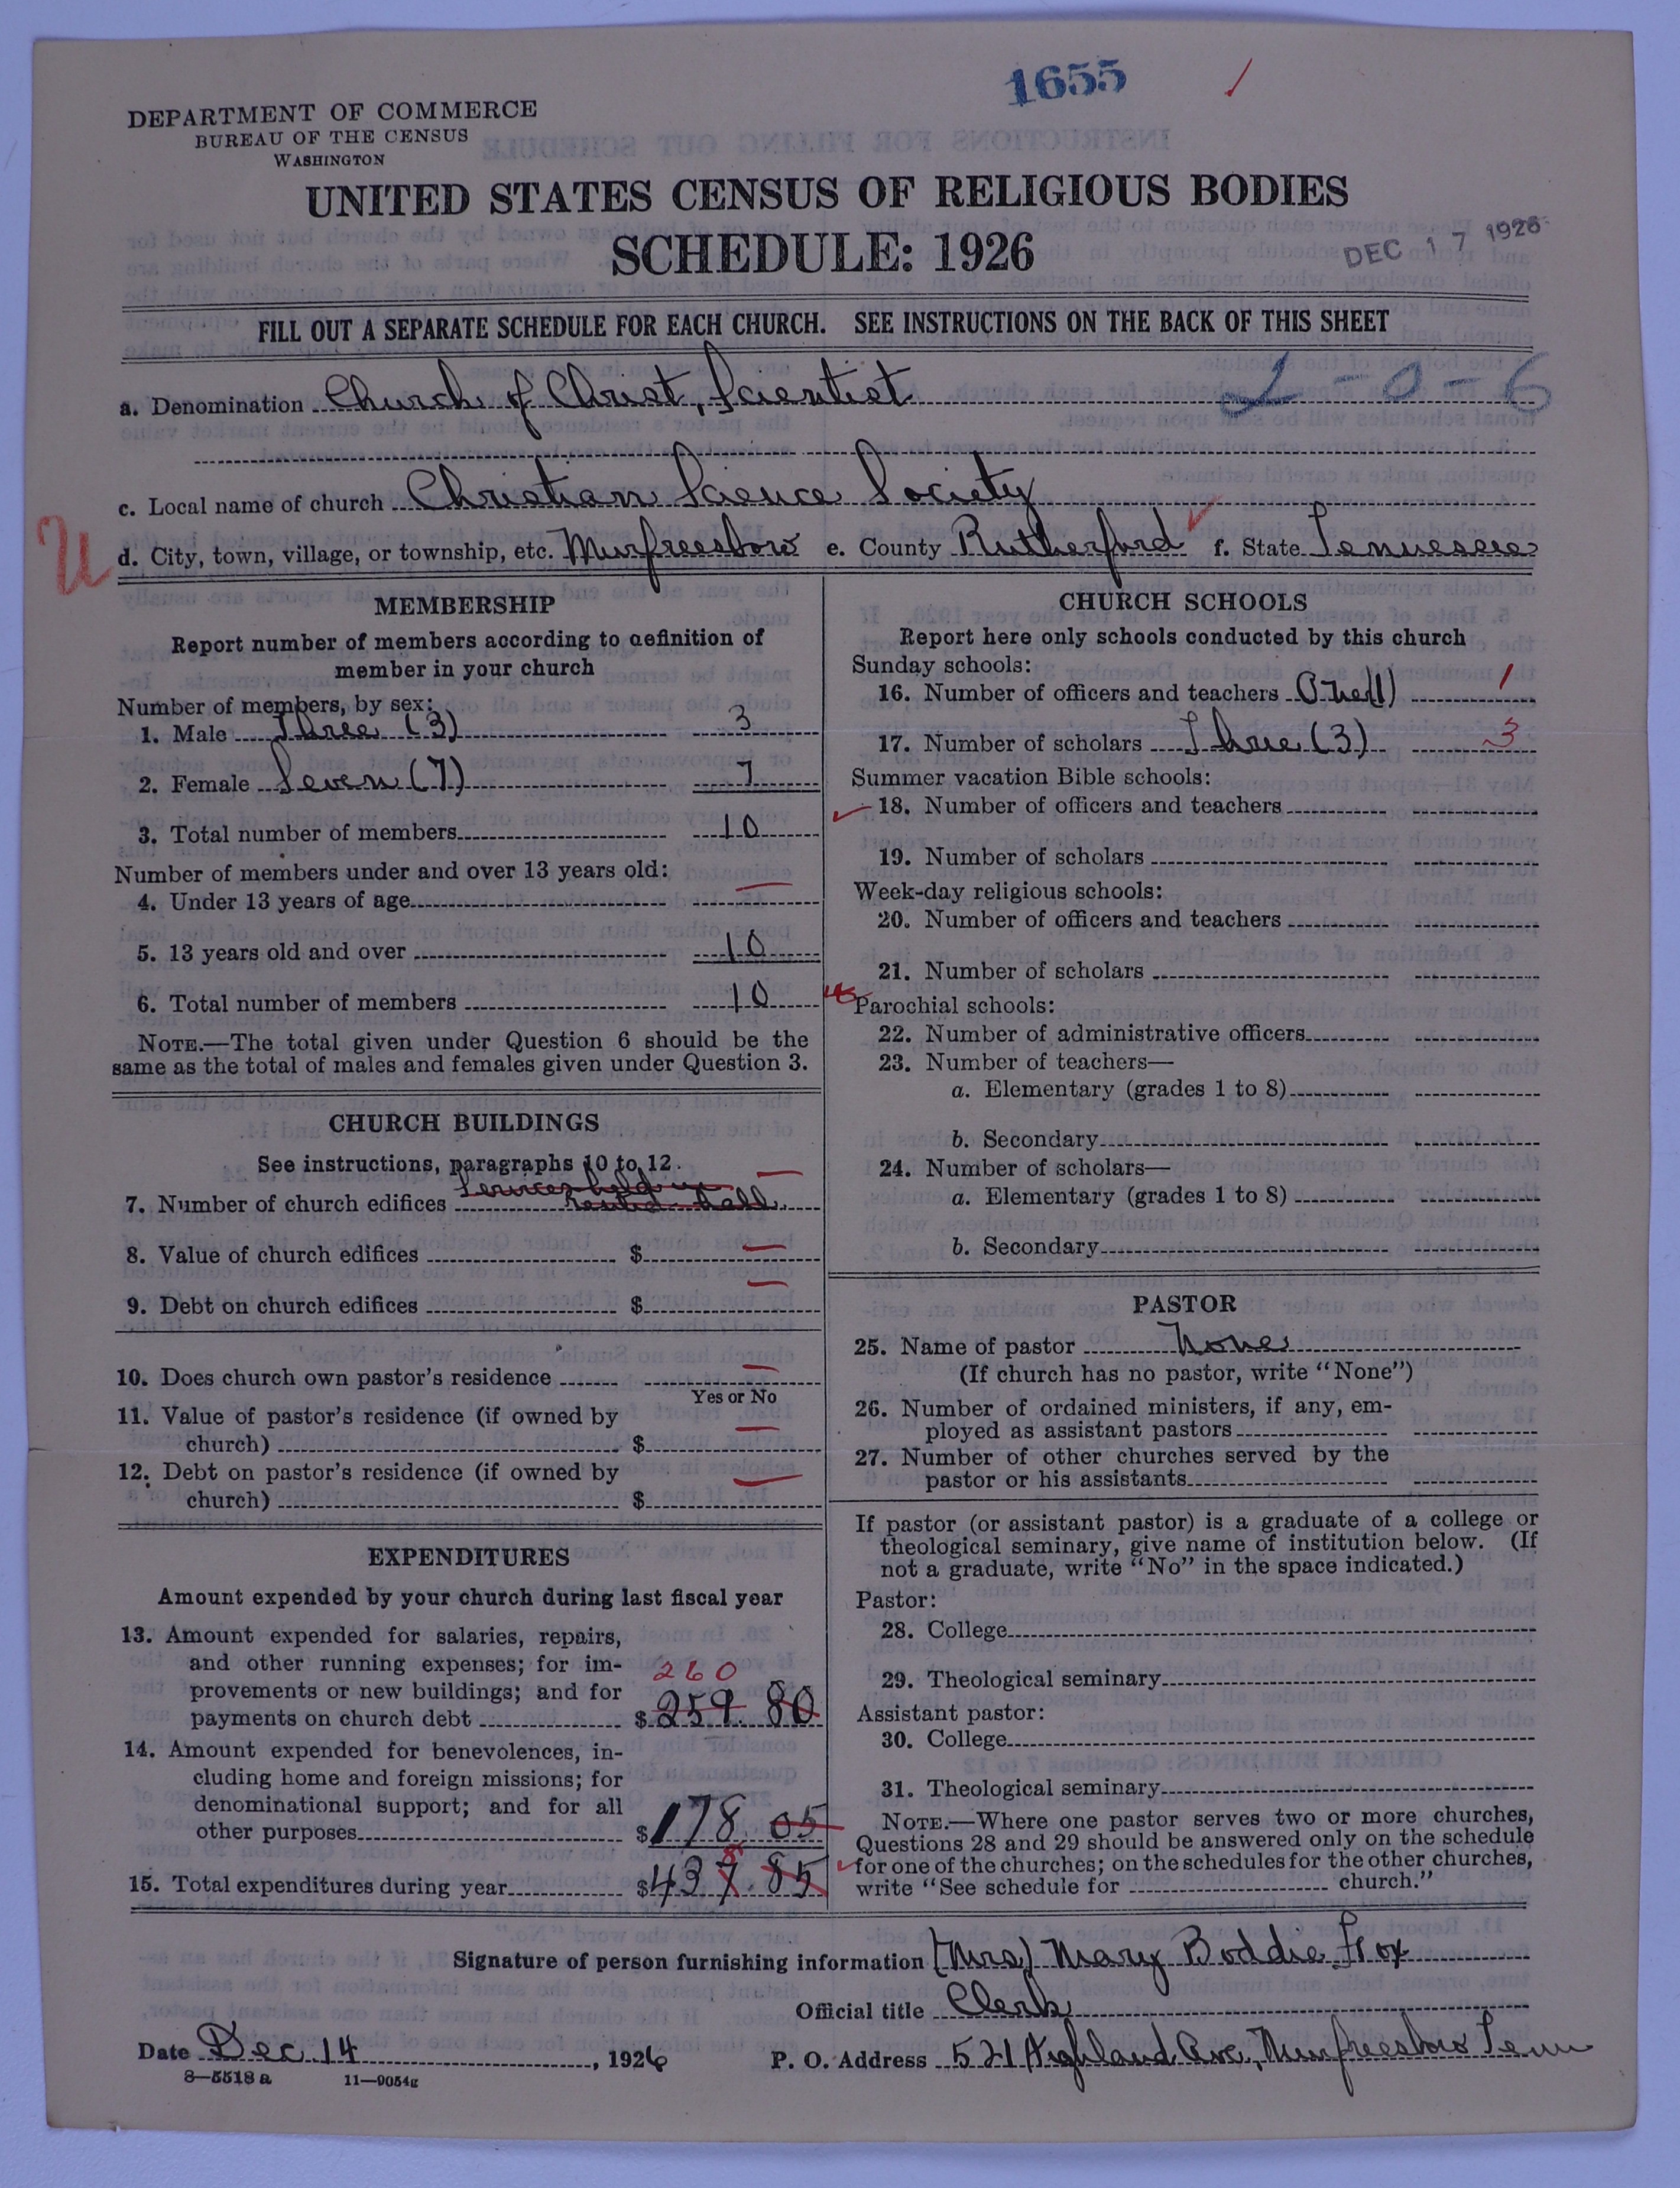 1655 /
DEPARTMENT OF COMMERCE
BUREAU OF THE CENSUS
WASHINGTON
UNITED STATES CENSUS OF RELIGIOUS BODIES
SCHEDULE: 1926
DEC 17 1926
FILL OUT A SEPARATE SCHEDULE FOR EACH CHURCH. SEE INSTRUCTIONS ON THE BACK OF THIS SHEET
2-0-6
a. Denomination Church of Christ, Scientist
c. Local name of church Christian Science Society
U
d. City, town, village, or township, etc. Murfreesboro e. County Rutherford f. State Tennessee
MEMBERSHIP
Report number of members according to definition of
member in your church
Number of members, by sex:
1. Male Three (3) 3
2. Female Seven (7) 7
3. Total number of members 10
Number of members under and over 13 years old:
4. Under 13 years of age —
5. 13 years old and over 10
6. Total number of members 10
NOTE.—The total given under Question 6 should be the
same as the total of males and females given under Question 3.
CHURCH BUILDINGS
See instructions, paragraphs 10 to 12.
Services held in
7. Number of church edifices rented hall. —
8. Value of church edifices $ —
9. Debt on church edifices $ —
10. Does church own pastor's residence —
Yes or No
11. Value of pastor's residence (if owned by
church) $ —
12. Debt on pastor's residence (if owned by
church) $ —
EXPENDITURES
Amount expended by your church during last fiscal year
13. Amount expended for salaries, repairs,
and other running expenses; for im-
provements or new buildings; and for
260
payments on church debt $ 259.80
14. Amount expended for benevolences, in-
cluding home and foreign missions; for
denominational support; and for all
other purposes $ 178.05
8
15. Total expenditures during year $ 437.85
CHURCH SCHOOLS
Report here only schools conducted by this church
Sunday schools:
16. Number of officers and teachers One(1) 1
17. Number of scholars Three (3) 3
Summer vacation Bible schools:
18. Number of officers and teachers
19. Number of scholars
Week-day religious schools:
20. Number of officers and teachers
21. Number of scholars
Parochial schools:
22. Number of administrative officers
23. Number of teachers—
a. Elementary (grades 1 to 8)
b. Secondary
24. Number of scholars—
a. Elementary (grades 1 to 8)
b. Secondary
PASTOR
25. Name of pastor None
(If church has no pastor, write "None")
26. Number of ordained ministers, if any, em-
ployed as assistant pastors
27. Number of other churches served by the
pastor or his assistants
If pastor (or assistant pastor) is a graduate of a college or
theological seminary, give name of institution below. (If
not a graduate, write "No" in the space indicated.)
Pastor:
28. College
29. Theological seminary
Assistant pastor:
30. College
31. Theological seminary
NOTE.—Where one pastor serves two or more churches,
Questions 28 and 29 should be answered only on the schedule
for one of the churches; on the schedules for the other churches,
write "See schedule for church."
Signature of person furnishing information (Mrs) Mary Boddie Fox
Official title Clerk
Date Dec. 14, 1926 P. O. Address 521 Highland Ave, Murfreesboro Tenn
8—5518 a 11—9054g